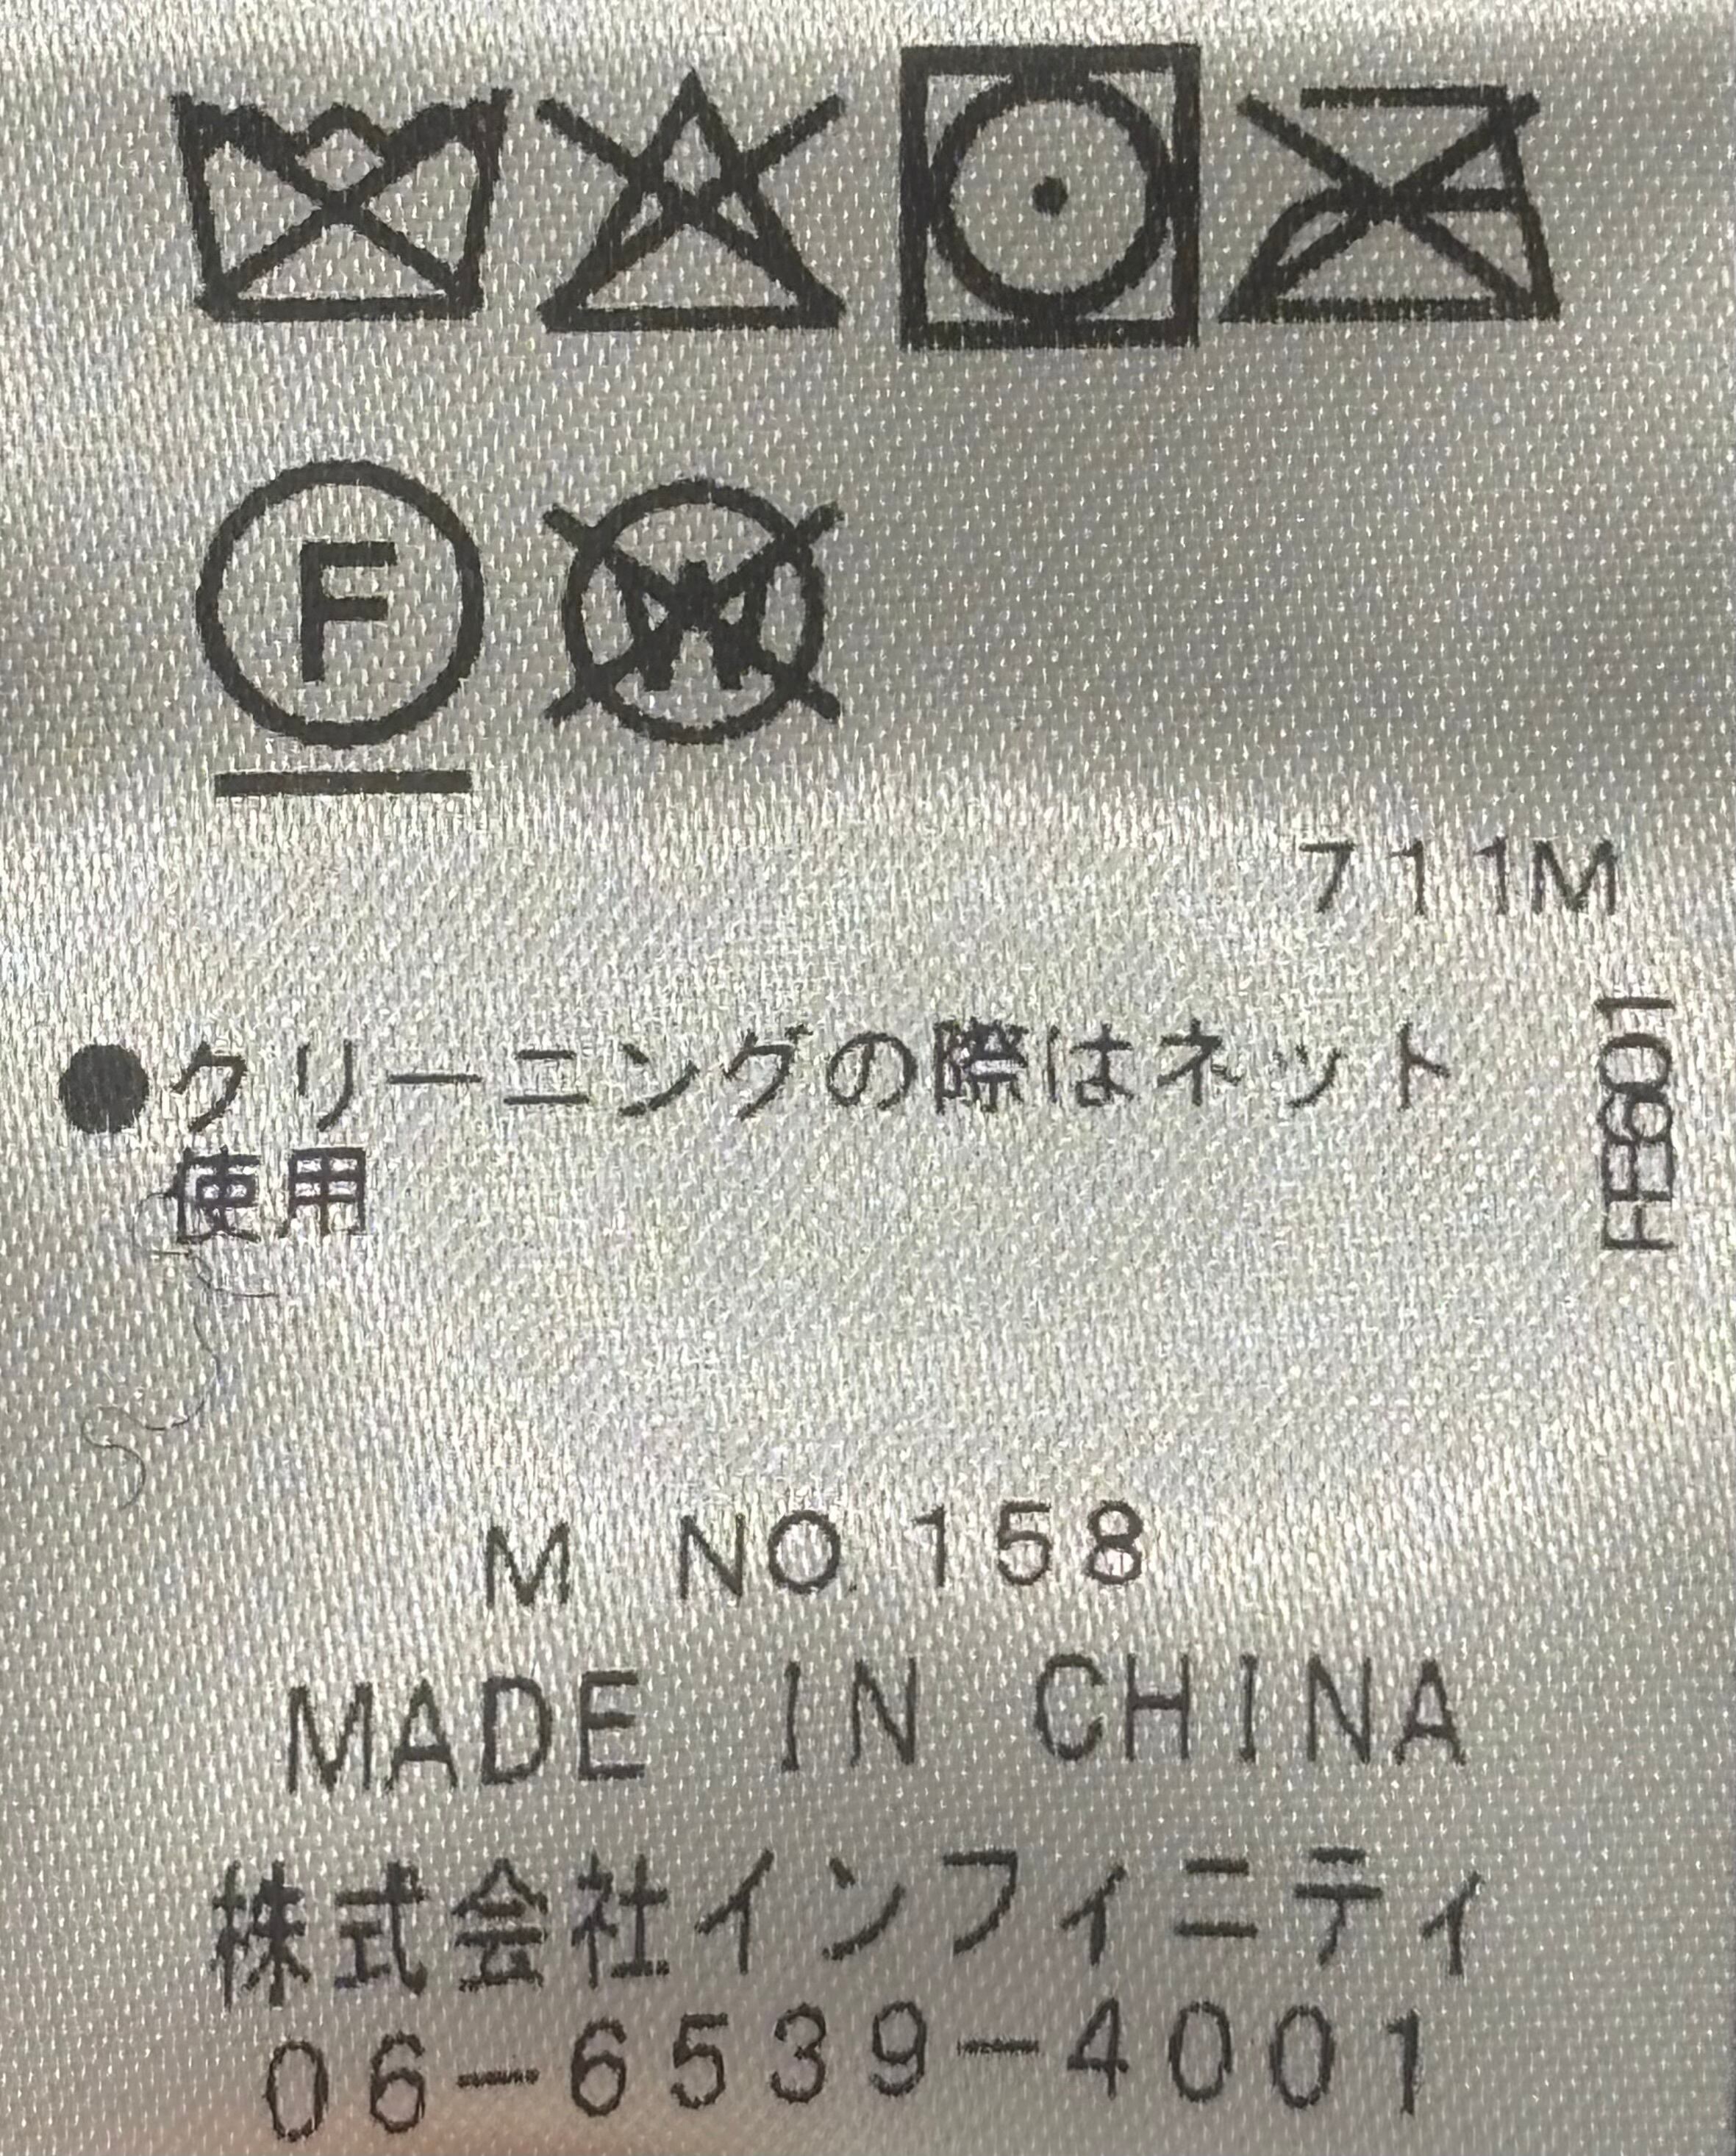 F
W
711M
●クリーニングの際はネット
使用
M NO.158
MADE IN CHINA
株式会社インフィニティ
06-6539-4001